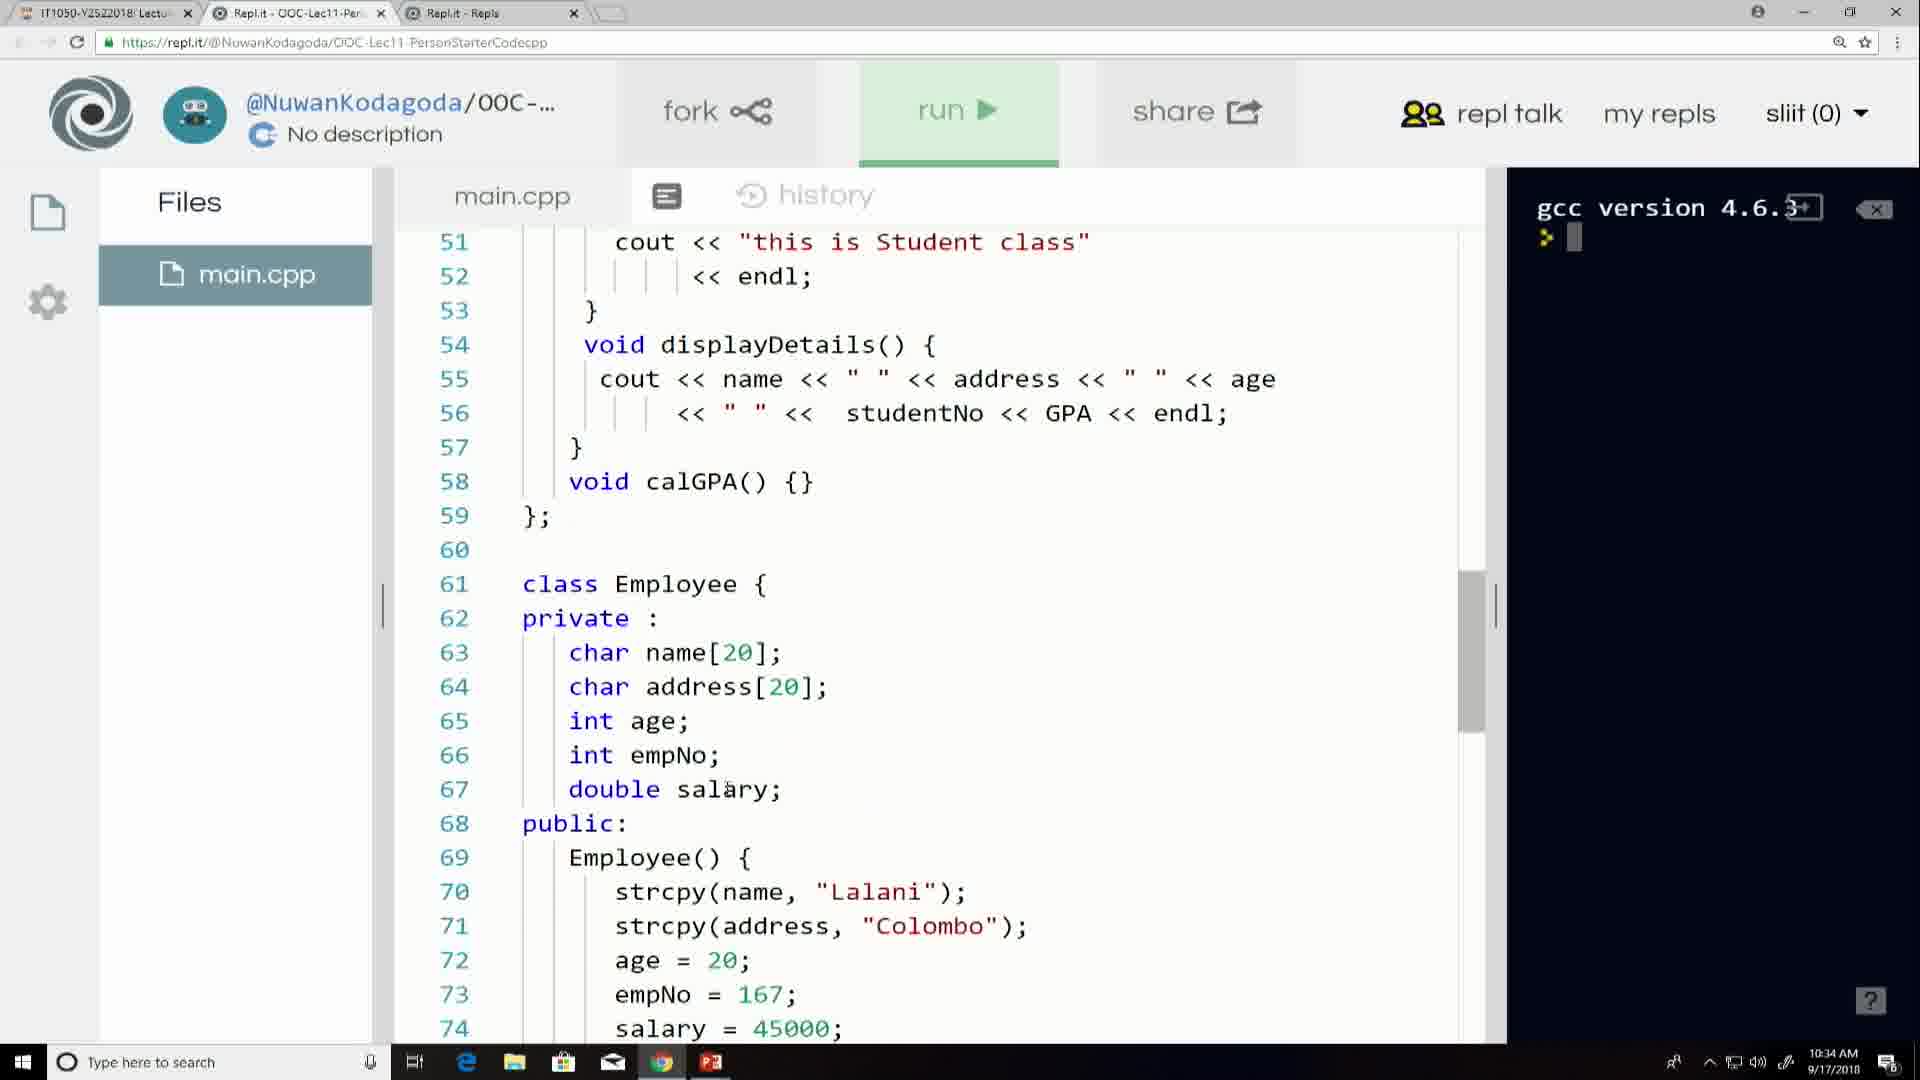 IT1050-Y2S22018: Lectu
Repl.it - OOC-Lec11-Per
Repl.it - Repls
https://repl.it/@NuwanKodagoda/OOC-Lec11-PersonStarterCodecpp
@NuwanKodagoda/OOC-...
No description
fork
run
share
repl talk
my repls
sliit (0)
Files
main.cpp
main.cpp
history
51 cout << "this is Student class"
52 << endl;
53 }
54 void displayDetails() {
55 cout << name << " " << address << " " << age
56 << " " << studentNo << GPA << endl;
57 }
58 void calGPA() {}
59 };
60
61 class Employee {
62 private :
63 char name[20];
64 char address[20];
65 int age;
66 int empNo;
67 double salary;
68 public:
69 Employee() {
70 strcpy(name, "Lalani");
71 strcpy(address, "Colombo");
72 age = 20;
73 empNo = 167;
74 salary = 45000;
gcc version 4.6.3
>
?
Type here to search
10:34 AM
9/17/2018